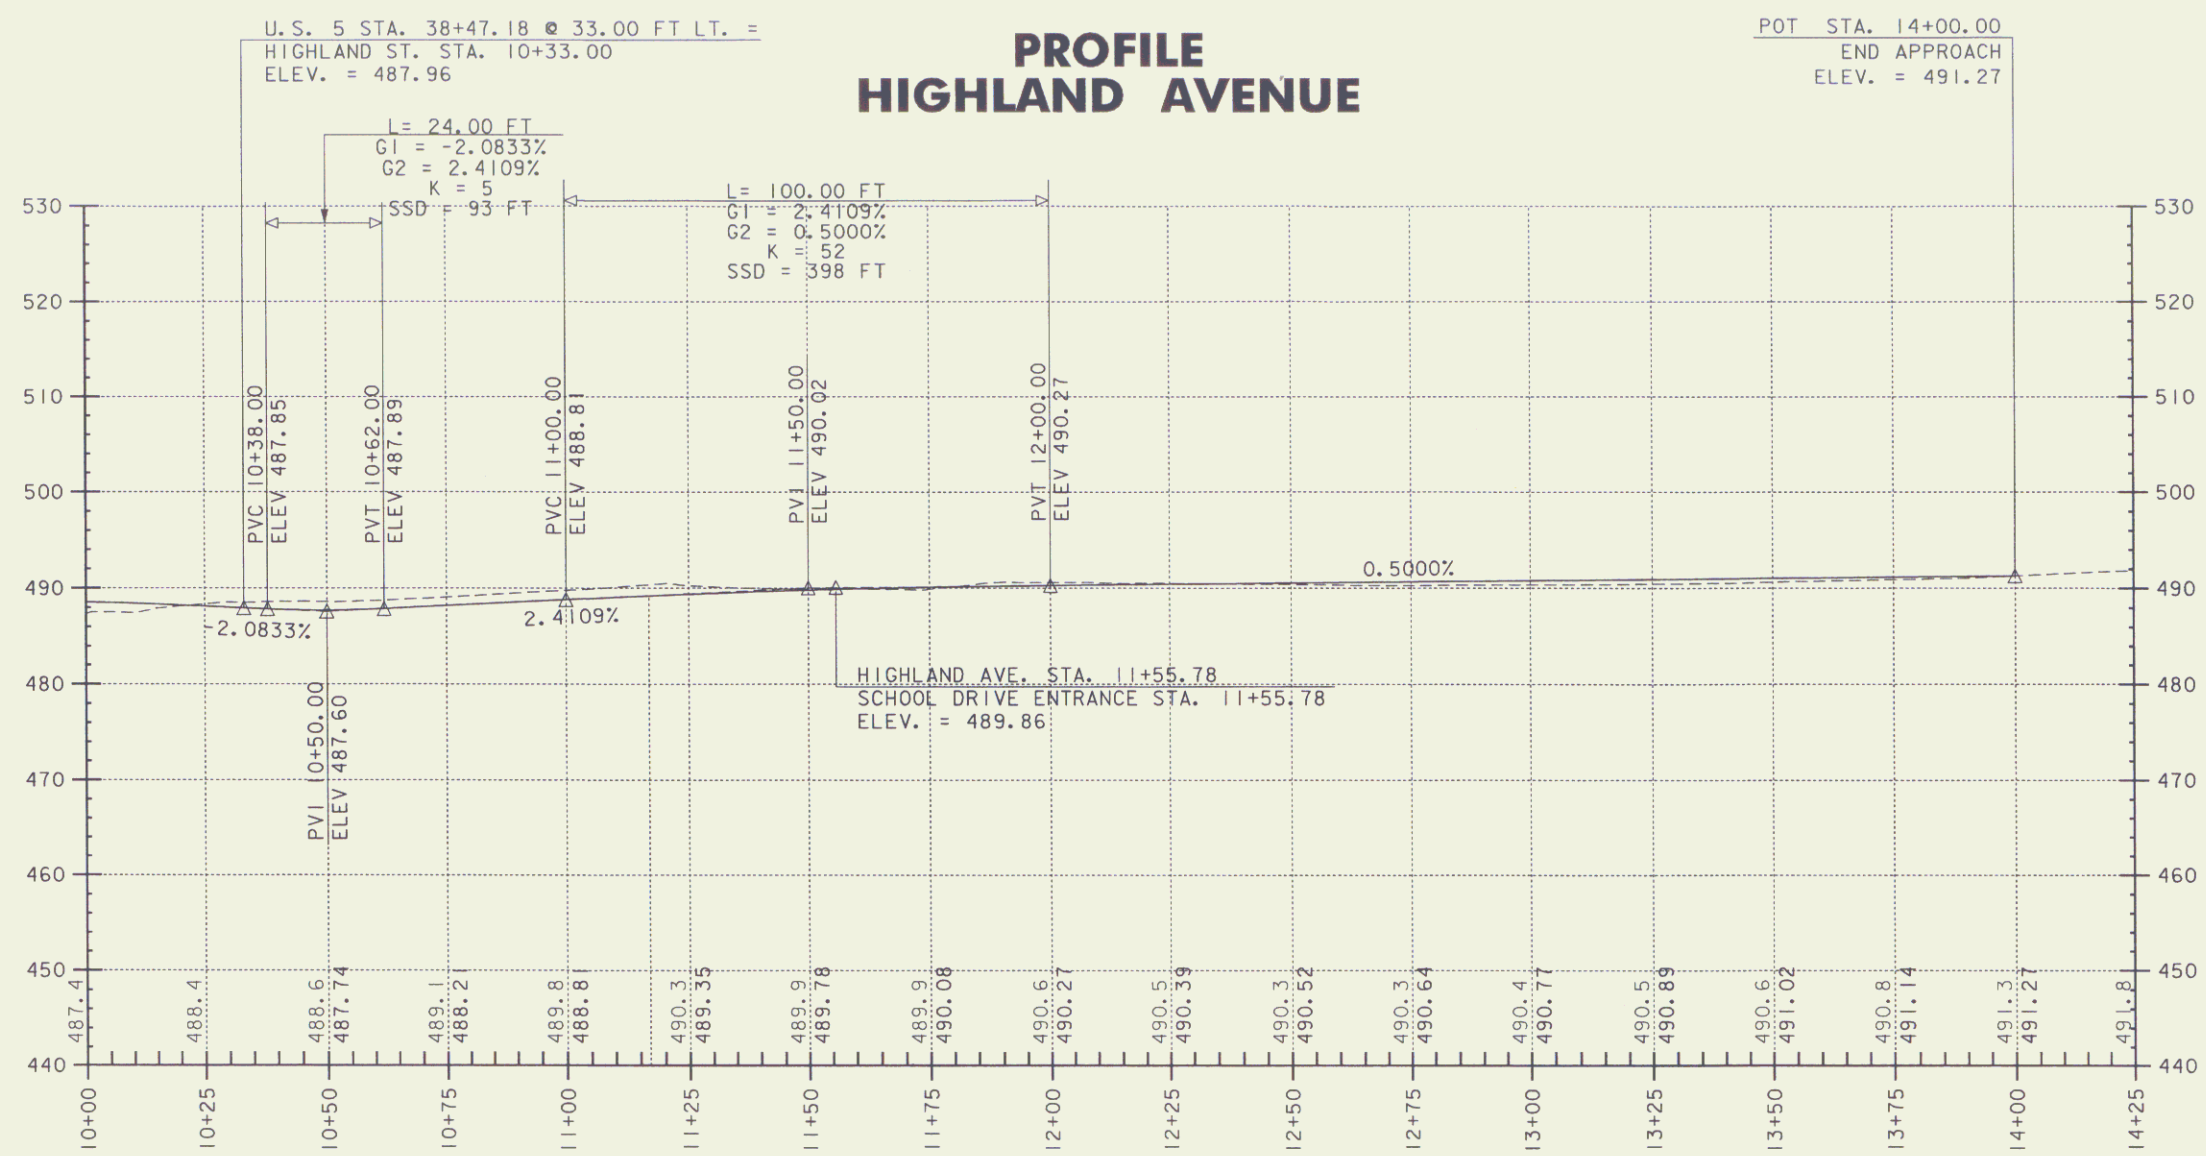 U.S. 5 STA. 38+47.18 @ 33.00 FT LT. =
HIGHLAND ST. STA. 10+33.00
ELEV. = 487.96
PROFILE
HIGHLAND AVENUE
POT STA. 14+00.00
END APPROACH
ELEV. = 491.27
L= 24.00 FT
G1 = -2.0833%
G2 = 2.4109%
K = 5
SSD = 93 FT
L= 100.00 FT
G1 = 2.4109%
G2 = 0.5000%
K = 52
SSD = 398 FT
530 530
520 520
510 510
500 500
490 490
480 480
470 470
460 460
450 450
440 440
PVC 10+38.00
ELEV 487.85
PVT 10+62.00
ELEV 487.89
PVC 11+00.00
ELEV 488.81
PVI 11+50.00
ELEV 490.02
PVT 12+00.00
ELEV 490.27
0.5000%
-2.0833%
2.4109%
PVI 10+50.00
ELEV 487.60
HIGHLAND AVE. STA. 11+55.78
SCHOOL DRIVE ENTRANCE STA. 11+55.78
ELEV. = 489.86
487.4
488.4
488.6
487.74
489.1
488.21
489.8
488.81
490.3
489.35
489.9
489.78
489.9
490.08
490.6
490.27
490.5
490.39
490.3
490.52
490.3
490.64
490.4
490.77
490.5
490.89
490.6
491.02
490.8
491.14
491.3
491.27
491.8
10+00
10+25
10+50
10+75
11+00
11+25
11+50
11+75
12+00
12+25
12+50
12+75
13+00
13+25
13+50
13+75
14+00
14+25